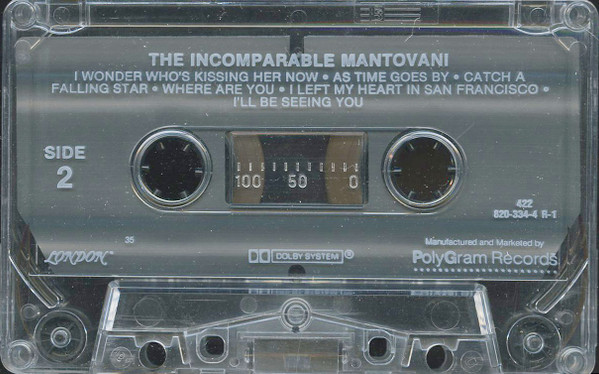 THE INCOMPARABLE MANTOVANI
I WONDER WHO'S KISSING HER NOW • AS TIME GOES BY • CATCH A
FALLING STAR • WHERE ARE YOU • I LEFT MY HEART IN SAN FRANCISCO •
I'LL BE SEEING YOU
SIDE
2
100 50 0
422
820-334-4 R-1
35
LONDON
DOLBY SYSTEM
Manufactured and Marketed by
PolyGram Records